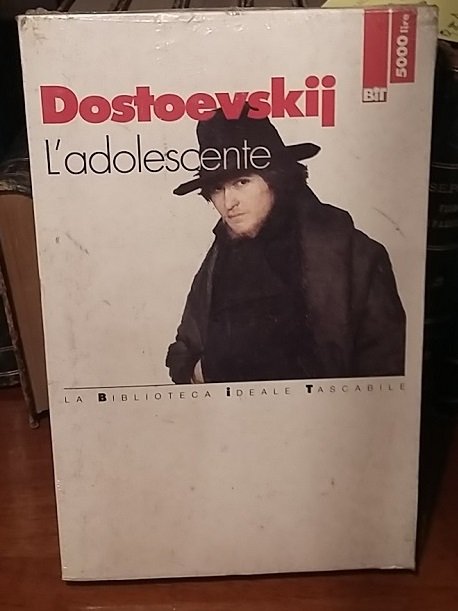 5000 lire
BIT
Dostoevskij
L'adolescente
LA BIBLIOTECA IDEALE TASCABILE